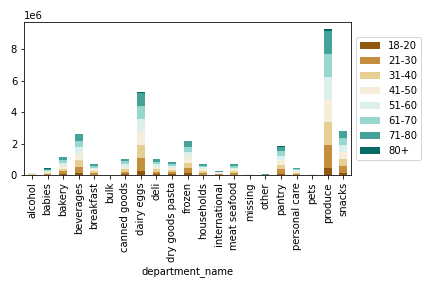 1e6
8
6
4
2
0
18-20
21-30
31-40
41-50
51-60
61-70
71-80
80+
alcohol
babies
bakery
beverages
breakfast
bulk
canned goods
dairy eggs
deli
dry goods pasta
frozen
households
international
meat seafood
missing
other
pantry
personal care
pets
produce
snacks
department_name